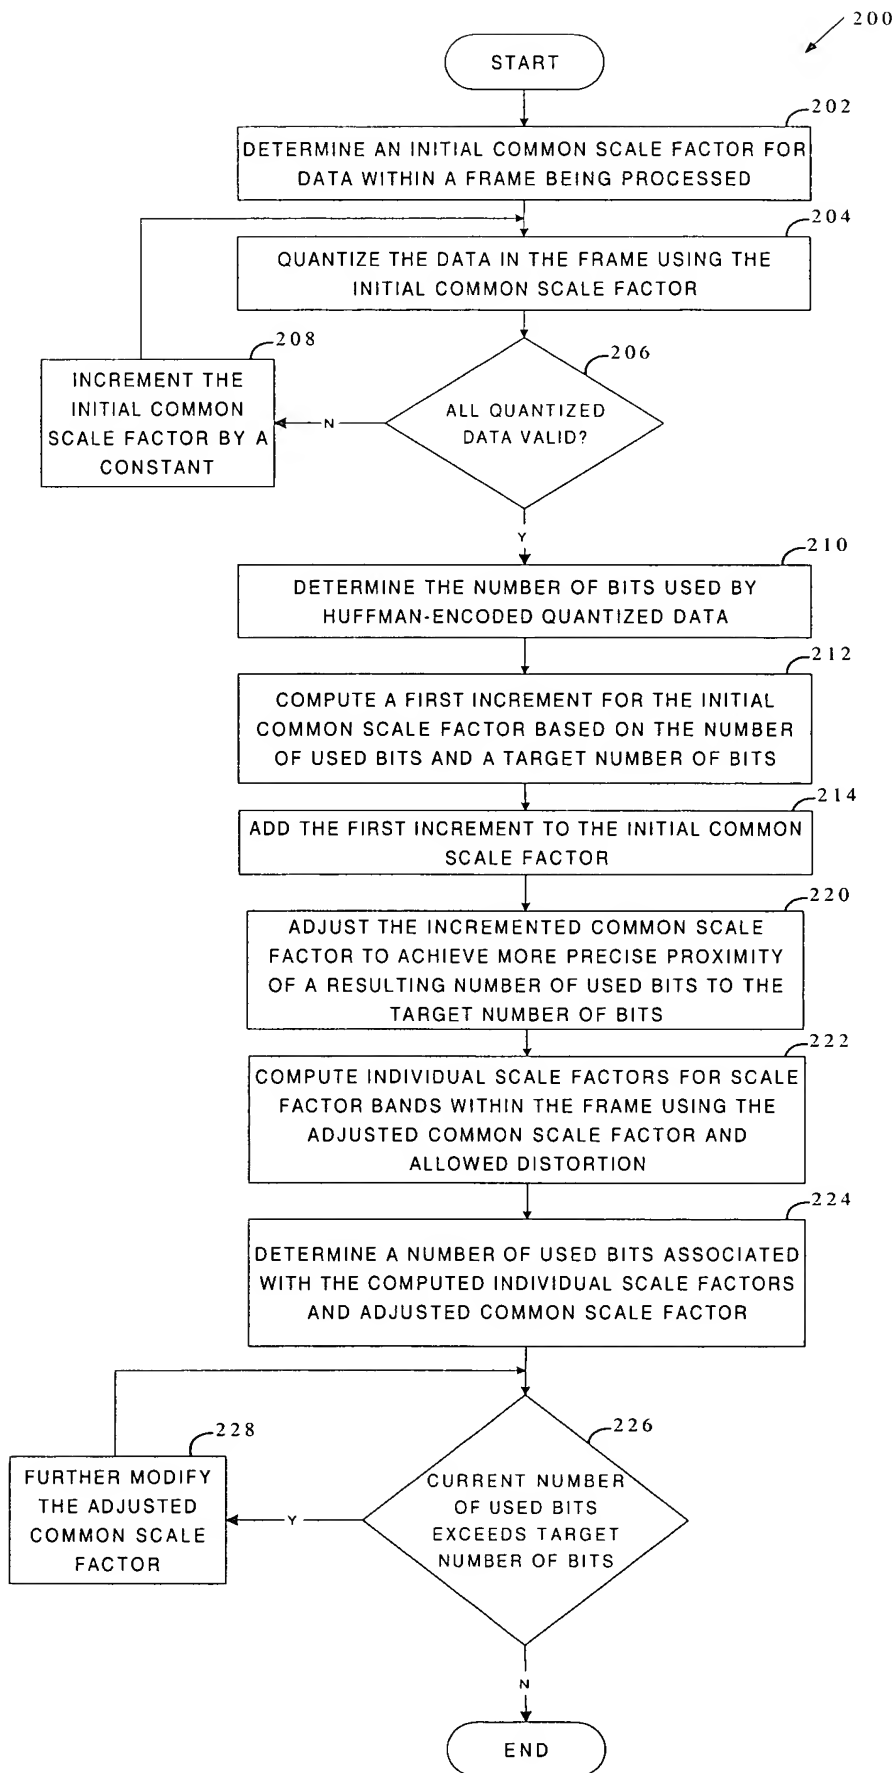 200
START
202
DETERMINE AN INITIAL COMMON SCALE FACTOR FOR
DATA WITHIN A FRAME BEING PROCESSED
204
QUANTIZE THE DATA IN THE FRAME USING THE
INITIAL COMMON SCALE FACTOR
208
INCREMENT THE
INITIAL COMMON
SCALE FACTOR BY A
CONSTANT
N
206
ALL QUANTIZED
DATA VALID?
Y
210
DETERMINE THE NUMBER OF BITS USED BY
HUFFMAN-ENCODED QUANTIZED DATA
212
COMPUTE A FIRST INCREMENT FOR THE INITIAL
COMMON SCALE FACTOR BASED ON THE NUMBER
OF USED BITS AND A TARGET NUMBER OF BITS
214
ADD THE FIRST INCREMENT TO THE INITIAL COMMON
SCALE FACTOR
220
ADJUST THE INCREMENTED COMMON SCALE
FACTOR TO ACHIEVE MORE PRECISE PROXIMITY
OF A RESULTING NUMBER OF USED BITS TO THE
TARGET NUMBER OF BITS
222
COMPUTE INDIVIDUAL SCALE FACTORS FOR SCALE
FACTOR BANDS WITHIN THE FRAME USING THE
ADJUSTED COMMON SCALE FACTOR AND
ALLOWED DISTORTION
224
DETERMINE A NUMBER OF USED BITS ASSOCIATED
WITH THE COMPUTED INDIVIDUAL SCALE FACTORS
AND ADJUSTED COMMON SCALE FACTOR
228
FURTHER MODIFY
THE ADJUSTED
COMMON SCALE
FACTOR
Y
226
CURRENT NUMBER
OF USED BITS
EXCEEDS TARGET
NUMBER OF BITS
N
END